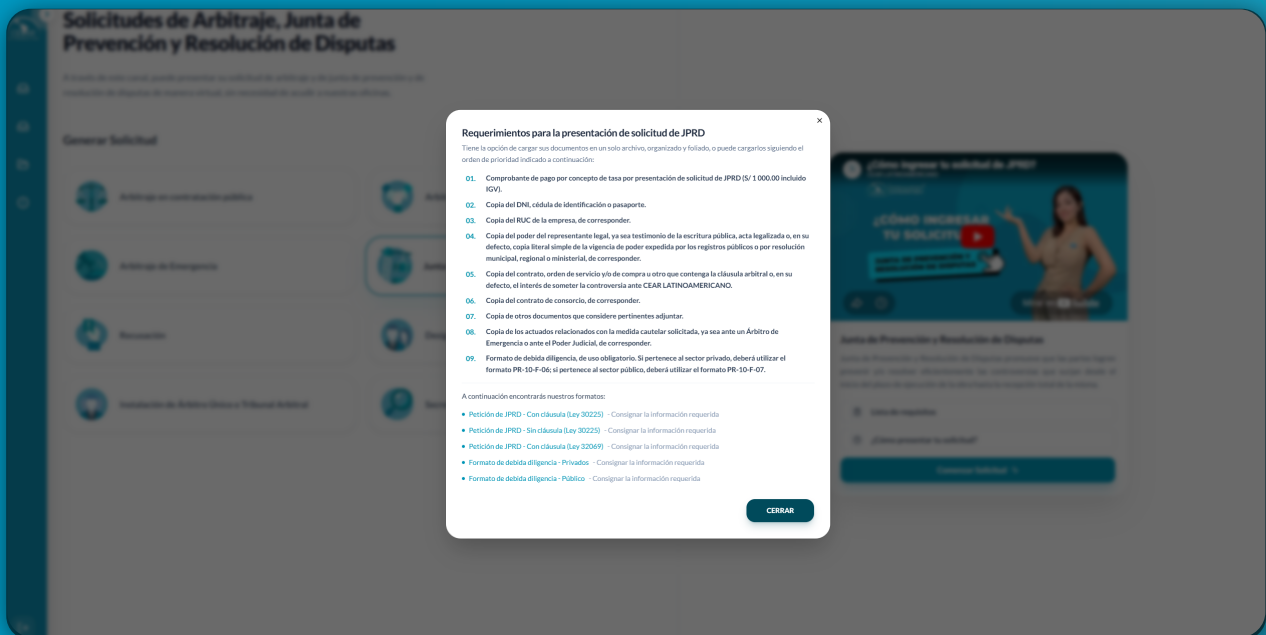 Solicitudes de Arbitraje, Junta de
Prevención y Resolución de Disputas
Generar Solicitud
Arbitraje en contratación pública
Arbitraje de Emergencia
Recusación
Instalación de Árbitro Único o Tribunal Arbitral
×
Requerimientos para la presentación de solicitud de JPRD
Tiene la opción de cargar sus documentos en un solo archivo, organizado y foliado, o puede cargarlos siguiendo el
orden de prioridad indicado a continuación:
01. Comprobante de pago por concepto de tasa por presentación de solicitud de JPRD (S/ 1 000.00 incluido
IGV).
02. Copia del DNI, cédula de identificación o pasaporte.
03. Copia del RUC de la empresa, de corresponder.
04. Copia del poder del representante legal, ya sea testimonio de la escritura pública, acta legalizada o, en su
defecto, copia literal simple de la vigencia de poder expedida por los registros públicos o por resolución
municipal, regional o ministerial, de corresponder.
05. Copia del contrato, orden de servicio y/o de compra u otro que contenga la cláusula arbitral o, en su
defecto, el interés de someter la controversia ante CEAR LATINOAMERICANO.
06. Copia del contrato de consorcio, de corresponder.
07. Copia de otros documentos que considere pertinentes adjuntar.
08. Copia de los actuados relacionados con la medida cautelar solicitada, ya sea ante un Árbitro de
Emergencia o ante el Poder Judicial, de corresponder.
09. Formato de debida diligencia, de uso obligatorio. Si pertenece al sector privado, deberá utilizar el
formato PR-10-F-06; si pertenece al sector público, deberá utilizar el formato PR-10-F-07.
A continuación encontrarás nuestros formatos:
• Petición de JPRD - Con cláusula (Ley 30225) - Consignar la información requerida
• Petición de JPRD - Sin cláusula (Ley 30225) - Consignar la información requerida
• Petición de JPRD - Con cláusula (Ley 32069) - Consignar la información requerida
• Formato de debida diligencia - Privados - Consignar la información requerida
• Formato de debida diligencia - Público - Consignar la información requerida
CERRAR
¿Cómo ingresar tu solicitud de JPRD?
¿CÓMO INGRESAR
TU SOLICIT
Junta de Prevención y Resolución de Disputas
Lista de requisitos
¿Cómo presentar tu solicitud?
Comenzar Solicitud